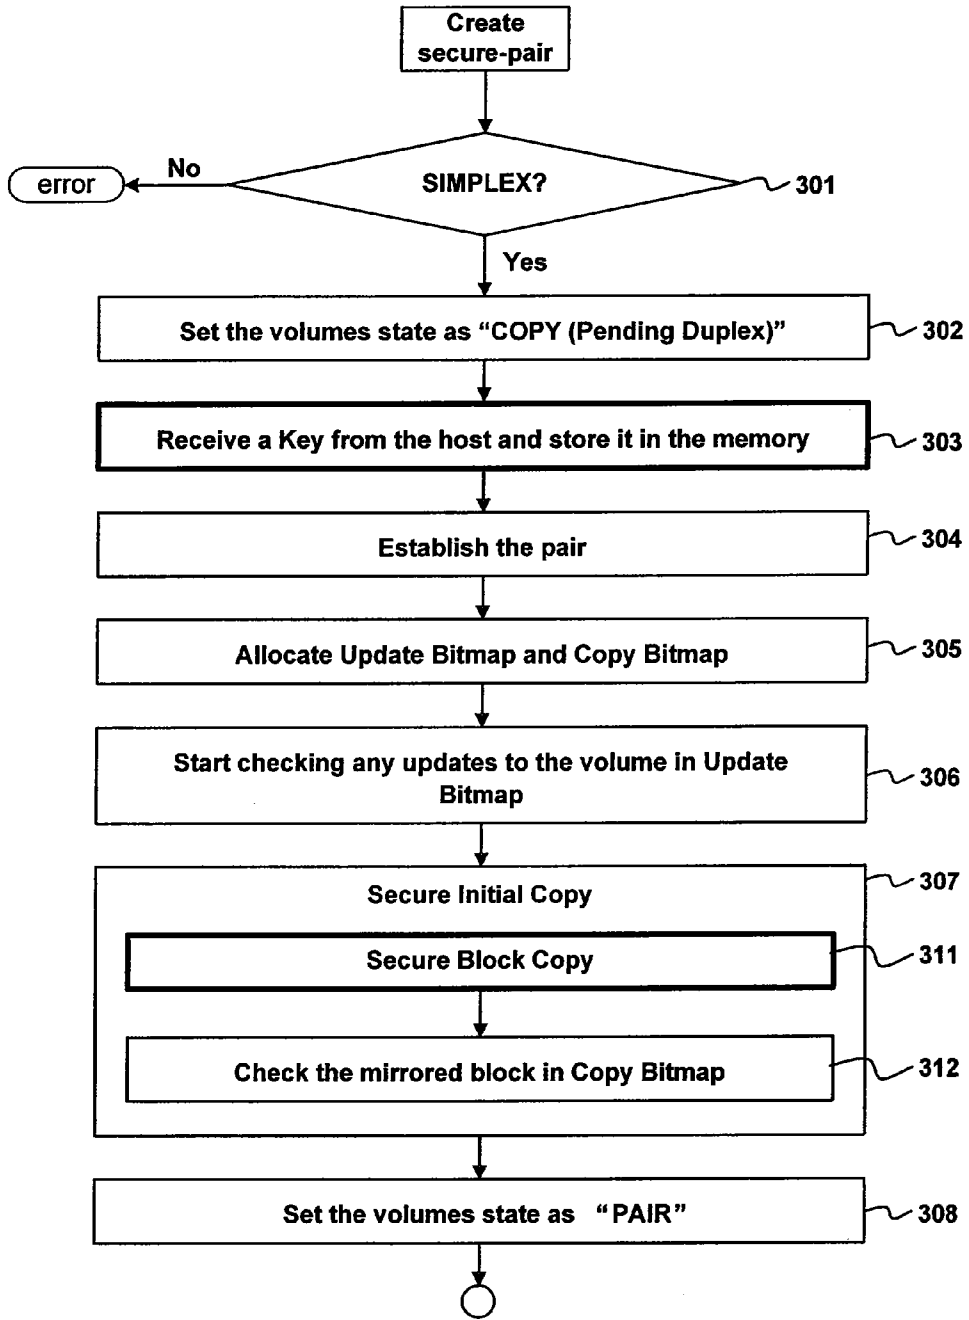 Create
secure-pair
SIMPLEX?
301
No
error
Yes
Set the volumes state as “COPY (Pending Duplex)”
302
Receive a Key from the host and store it in the memory
303
Establish the pair
304
Allocate Update Bitmap and Copy Bitmap
305
Start checking any updates to the volume in Update
Bitmap
306
Secure Initial Copy
307
Secure Block Copy
311
Check the mirrored block in Copy Bitmap
312
Set the volumes state as “PAIR”
308